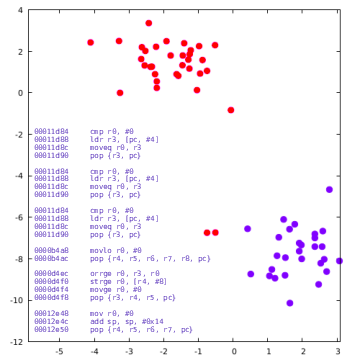 4
2
0
-2
00011d84 cmp r0, #0
00011d88 ldr r3, [pc, #4]
00011d8c moveq r0, r3
00011d90 pop {r3, pc}
-4
00011d84 cmp r0, #0
00011d88 ldr r3, [pc, #4]
00011d8c moveq r0, r3
00011d90 pop {r3, pc}
-6
00011d84 cmp r0, #0
00011d88 ldr r3, [pc, #4]
00011d8c moveq r0, r3
00011d90 pop {r3, pc}
-8
0000b4a8 movlo r0, #0
0000b4ac pop {r4, r5, r6, r7, r8, pc}
0000d4ec orrge r3, r3, r0
0000d4f0 strge r0, [r4, #8]
0000d4f4 movge r0, #0
0000d4f8 pop {r3, r4, r5, pc}
-10
00012e48 mov r0, #0
00012e4c add sp, sp, #0x14
00012e50 pop {r4, r5, r6, r7, pc}
-12
-5 -4 -3 -2 -1 0 1 2 3